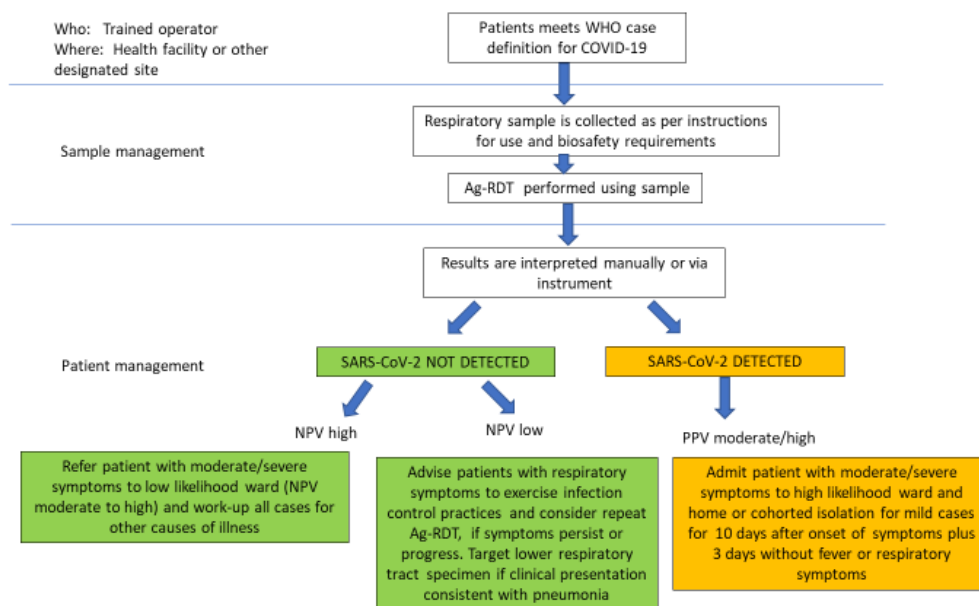 Who: Trained operator
Where: Health facility or other
designated site
Patients meets WHO case
definition for COVID-19
Sample management
Respiratory sample is collected as per instructions
for use and biosafety requirements
Ag-RDT performed using sample
Results are interpreted manually or via
instrument
Patient management
SARS-CoV-2 NOT DETECTED
SARS-CoV-2 DETECTED
NPV high
NPV low
PPV moderate/high
Refer patient with moderate/severe
symptoms to low likelihood ward (NPV
moderate to high) and work-up all cases for
other causes of illness
Advise patients with respiratory
symptoms to exercise infection
control practices and consider repeat
Ag-RDT, if symptoms persist or
progress. Target lower respiratory
tract specimen if clinical presentation
consistent with pneumonia
Admit patient with moderate/severe
symptoms to high likelihood ward and
home or cohorted isolation for mild cases
for 10 days after onset of symptoms plus
3 days without fever or respiratory
symptoms